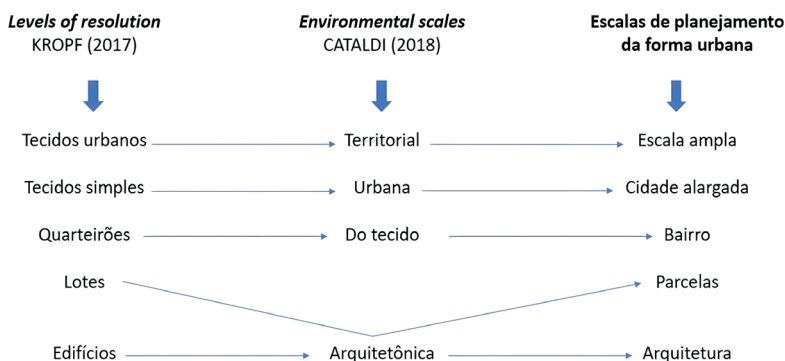 Levels of resolution
KROPF (2017)
Environmental scales
CATALDI (2018)
Escalas de planejamento
da forma urbana
Tecidos urbanos
Territorial
Escala ampla
Tecidos simples
Urbana
Cidade alargada
Quarteirões
Do tecido
Bairro
Lotes
Parcelas
Edifícios
Arquitetônica
Arquitetura